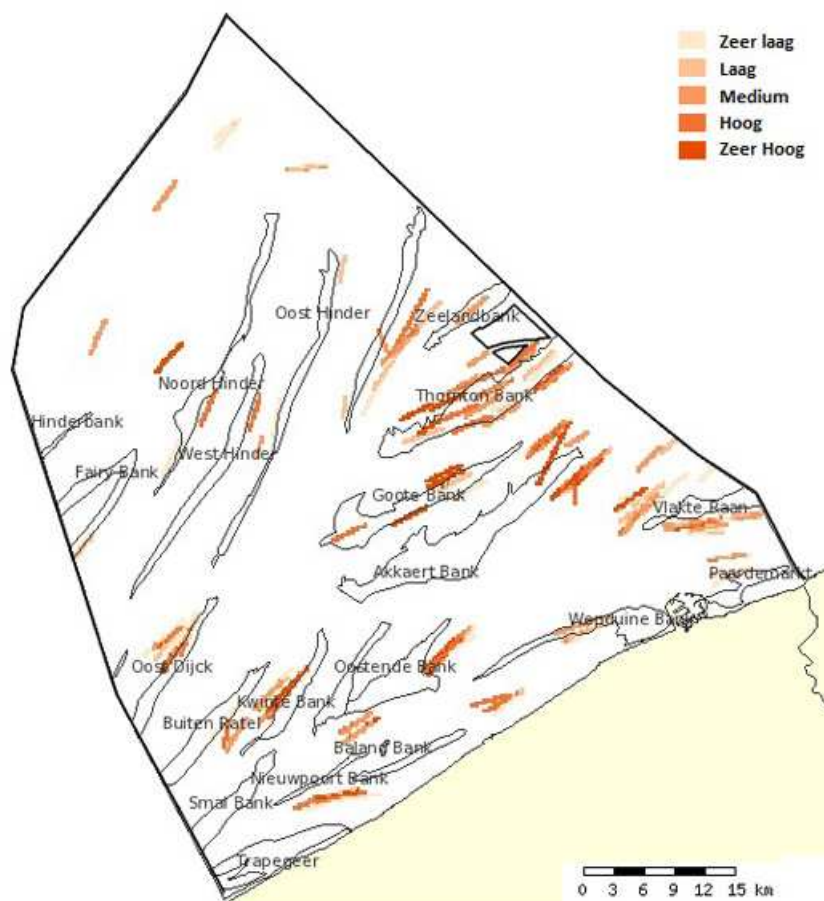 Zeer laag
Laag
Medium
Hoog
Zeer Hoog
Oost Hinder
Zeelandbank
Noord Hinder
Thornton Bank
Hinderbank
West Hinder
Fairy Bank
Goote Bank
Vlakte Raan
Akkaert Bank
Paardemarkt
Wenduine Bank
Oost Dijck
Oostende Bank
Kwinte Bank
Buiten Ratel
Baland Bank
Nieuwpoort Bank
Smal Bank
Trapegeer
0 3 6 9 12 15 km